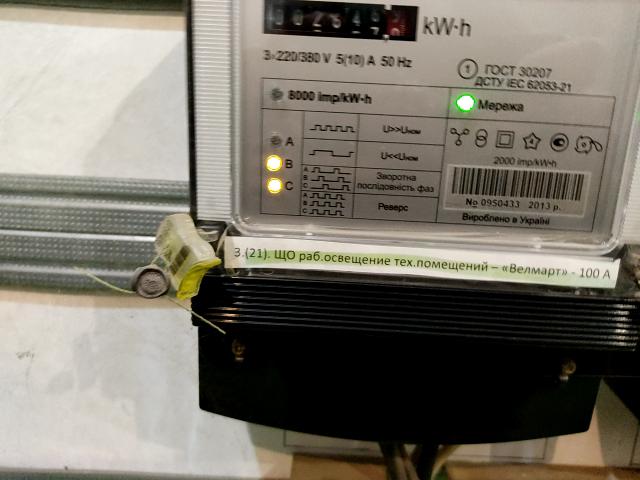 kW·h
3×220/380 V 5(10) A 50 Hz
1 ГОСТ 30207
ДСТУ IEC 62053-21
8000 imp/kW·h
Мережа
A
U>>Uном
B
U<<Uном
2000 imp/kW·h
C
A
B
C
Зворотна
послідовність фаз
A
B
C
Реверс
№ 0950433 2013 р.
Вироблено в Україні
3.(21). ЩО раб.освещение тех.помещений – «Велмарт» - 100 А